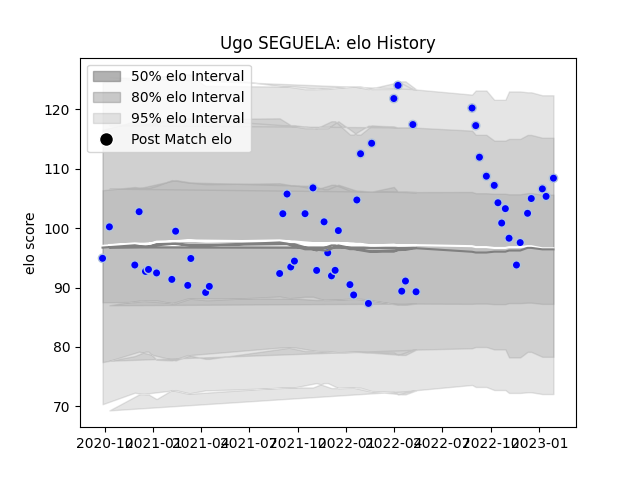 Ugo SEGUELA: elo History
50% elo Interval
80% elo Interval
95% elo Interval
Post Match elo
elo score
120
110
100
90
80
70
2020-10 2021-01 2021-04 2021-07 2021-10 2022-01 2022-04 2022-07 2022-10 2023-01